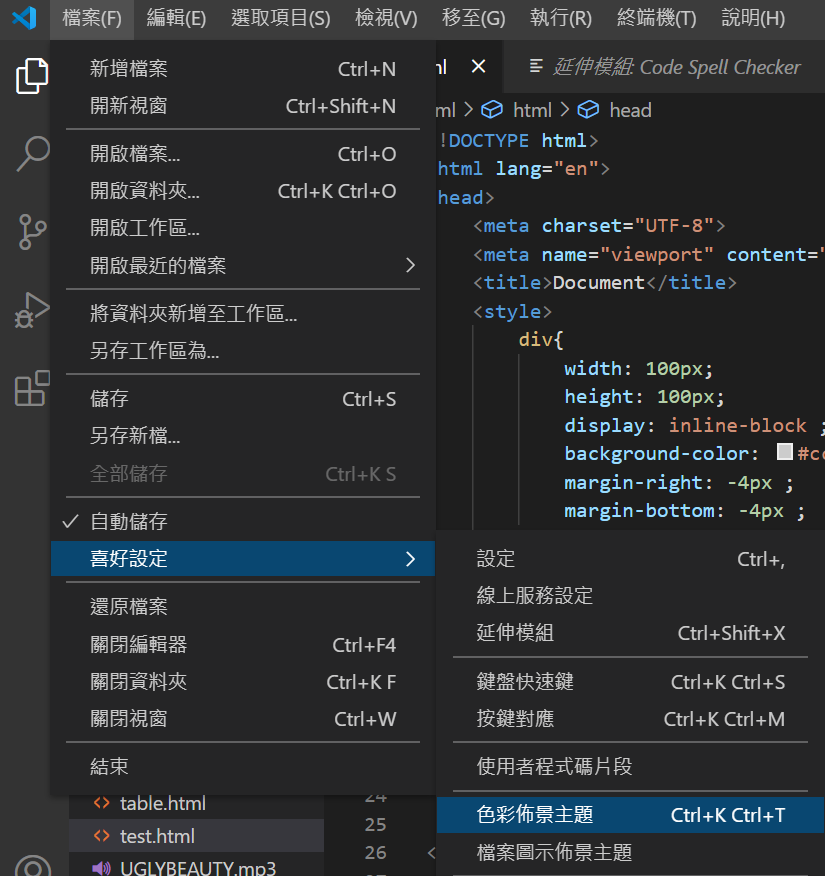 檔案(F) 編輯(E) 選取項目(S) 檢視(V) 移至(G) 執行(R) 終端機(T) 說明(H)
新增檔案 Ctrl+N
開新視窗 Ctrl+Shift+N
開啟檔案... Ctrl+O
開啟資料夾... Ctrl+K Ctrl+O
開啟工作區...
開啟最近的檔案
將資料夾新增至工作區...
另存工作區為...
儲存 Ctrl+S
另存新檔...
全部儲存 Ctrl+K S
自動儲存
喜好設定
還原檔案
關閉編輯器 Ctrl+F4
關閉資料夾 Ctrl+K F
關閉視窗 Ctrl+W
結束
table.html
test.html
UGLYBEAUTY.mp3
ml 延伸模組: Code Spell Checker
ml > html > head
!DOCTYPE html>
html lang="en">
head>
<meta charset="UTF-8">
<meta name="viewport" content="
<title>Document</title>
<style>
div{
width: 100px;
height: 100px;
display: inline-block ;
background-color: #cc
margin-right: -4px ;
margin-bottom: -4px ;
設定 Ctrl+,
線上服務設定
延伸模組 Ctrl+Shift+X
鍵盤快速鍵 Ctrl+K Ctrl+S
按鍵對應 Ctrl+K Ctrl+M
使用者程式碼片段
色彩佈景主題 Ctrl+K Ctrl+T
檔案圖示佈景主題
24
25
26 <